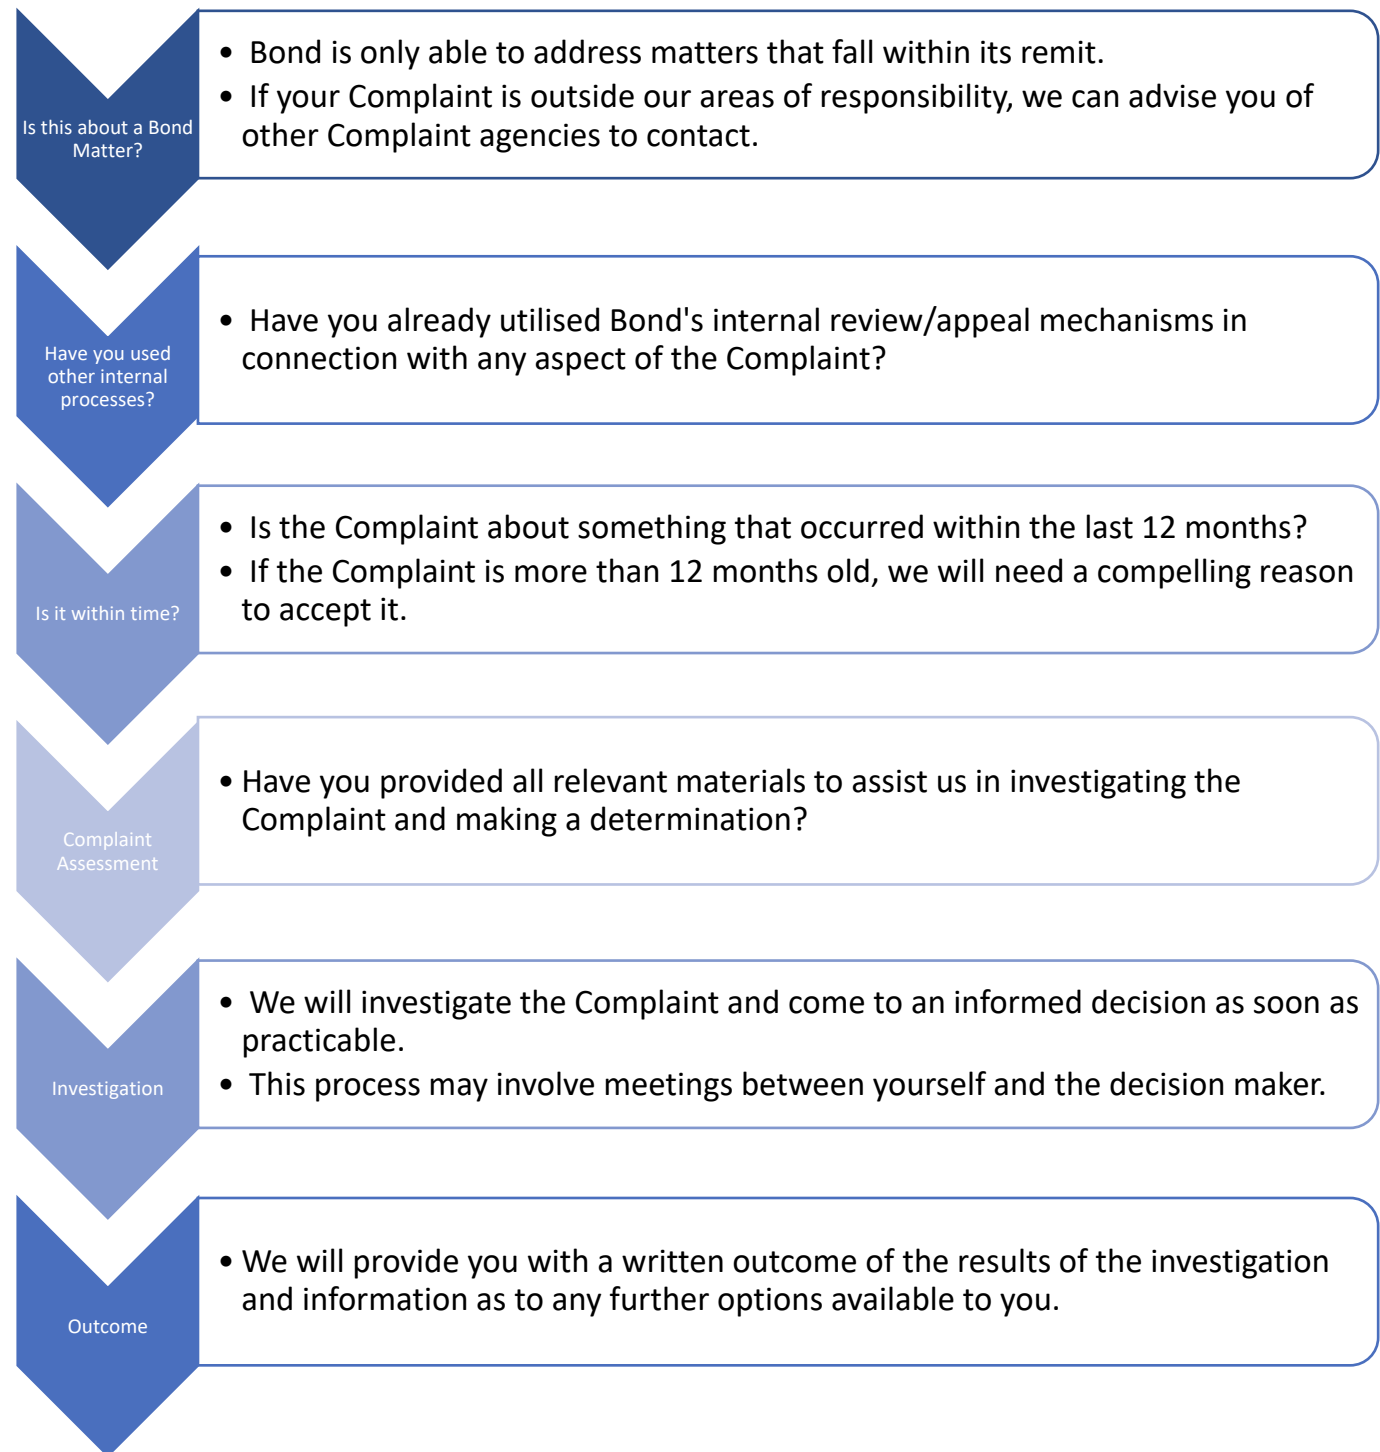 Is this about a Bond
Matter?
• Bond is only able to address matters that fall within its remit.
• If your Complaint is outside our areas of responsibility, we can advise you of
other Complaint agencies to contact.
Have you used
other internal
processes?
• Have you already utilised Bond's internal review/appeal mechanisms in
connection with any aspect of the Complaint?
Is it within time?
• Is the Complaint about something that occurred within the last 12 months?
• If the Complaint is more than 12 months old, we will need a compelling reason
to accept it.
Complaint
Assessment
• Have you provided all relevant materials to assist us in investigating the
Complaint and making a determination?
Investigation
• We will investigate the Complaint and come to an informed decision as soon as
practicable.
• This process may involve meetings between yourself and the decision maker.
Outcome
• We will provide you with a written outcome of the results of the investigation
and information as to any further options available to you.